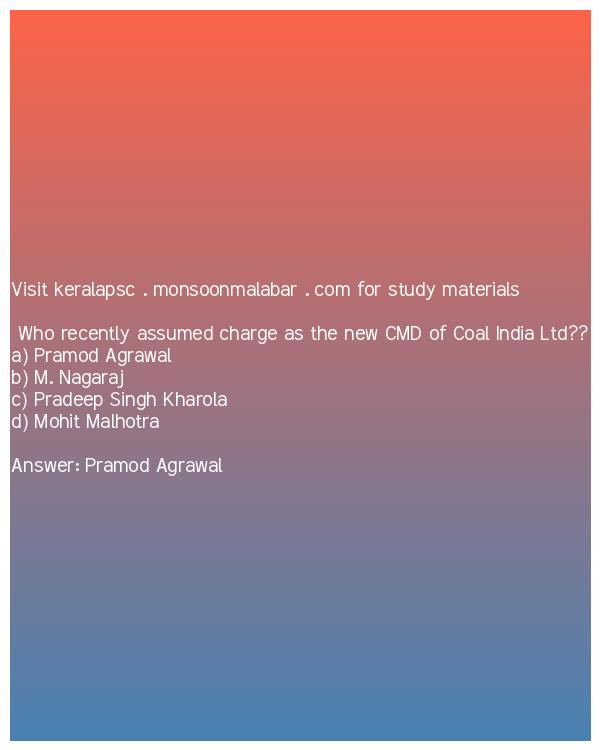 Visit keralapsc . monsoonmalabar . com for study materials
Who recently assumed charge as the new CMD of Coal India Ltd??
a) Pramod Agrawal
b) M. Nagaraj
c) Pradeep Singh Kharola
d) Mohit Malhotra
Answer: Pramod Agrawal